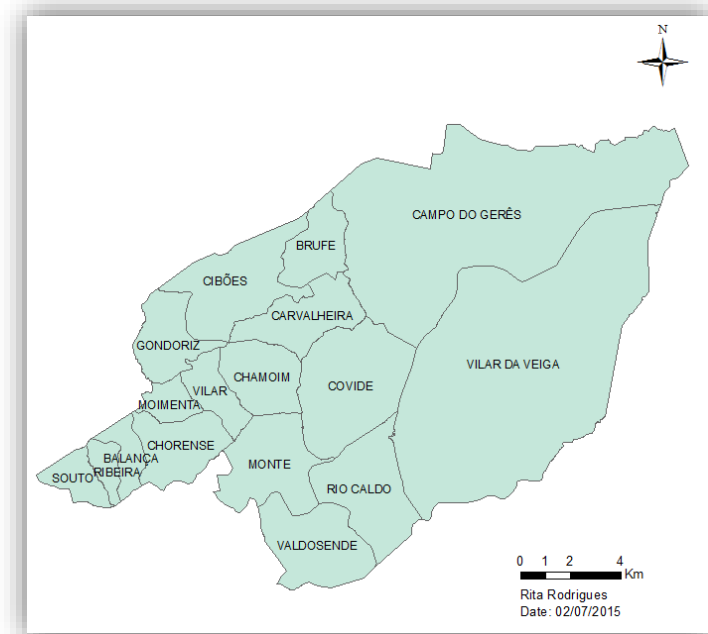 N
CAMPO DO GERÊS
BRUFE
CIBÕES
CARVALHEIRA
GONDORIZ
VILAR DA VEIGA
CHAMOIM
COVIDE
VILAR
MOIMENTA
CHORENSE
BALANÇA
MONTE
RIBEIRA
SOUTO
RIO CALDO
VALDOSENDE
0 1 2 4
Km
Rita Rodrigues
Date: 02/07/2015